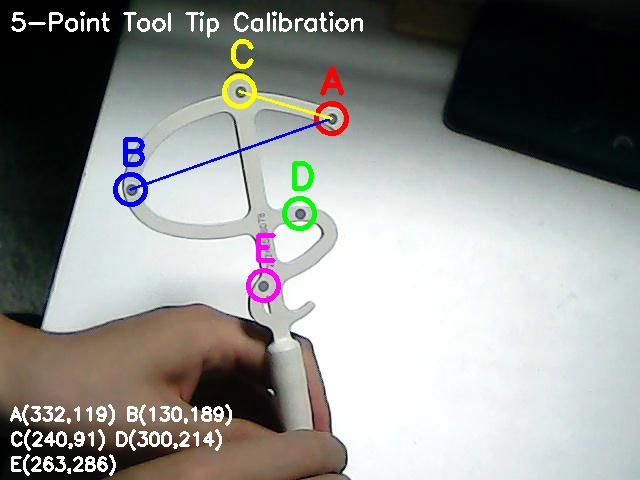 5-Point Tool Tip Calibration
C
A
B
D
E
A(332,119) B(130,189)
C(240,91) D(300,214)
E(263,286)